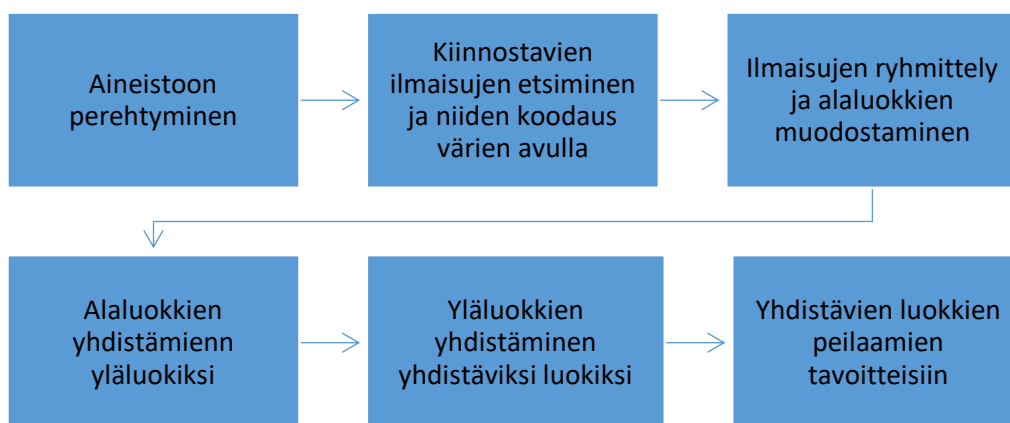 Aineistoon
perehtyminen
Kiinnostavien
ilmaisujen etsiminen
ja niiden koodaus
värien avulla
Ilmaisujen ryhmittely
ja alaluokkien
muodostaminen
Alaluokkien
yhdistämienn
yläluokiksi
Yläluokkien
yhdistäminen
yhdistäviksi luokiksi
Yhdistävien luokkien
peilaamien
tavoitteisiin